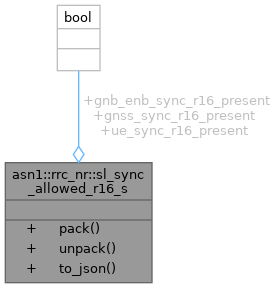 bool
+gnb_enb_sync_r16_present
+gnss_sync_r16_present
+ue_sync_r16_present
asn1::rrc_nr::sl_sync
_allowed_r16_s
+ pack()
+ unpack()
+ to_json()